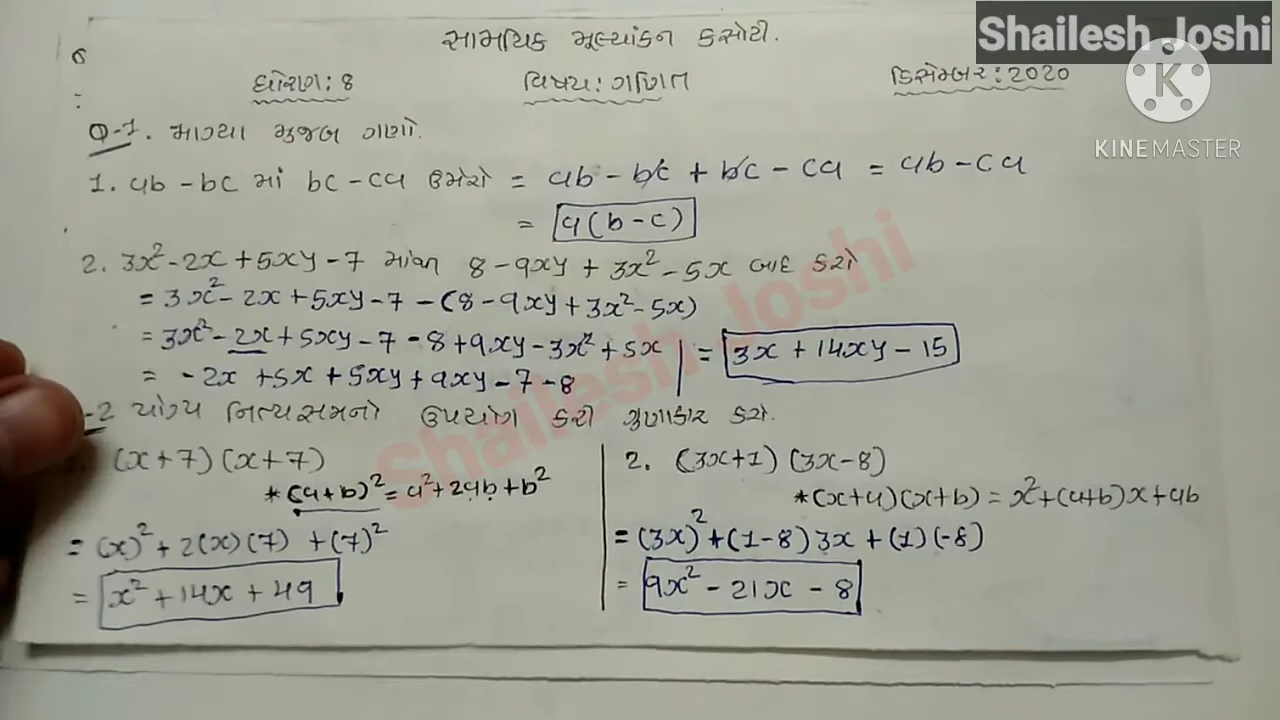 Shailesh Joshi
KINEMASTER
સામયિક મૂલ્યાંકન કસોટી.
ધોરણ: 8 વિષય: ગણિત ડિસેમ્બર: 2020
Q-1. માગ્યા મુજબ ગણો.
1. ab - bc માં bc - ca ઉમેરો = ab - bc + bc - ca = ab - ca
= a(b - c)
2. 3x² - 2x + 5xy - 7 માંથી 8 - 9xy + 3x² - 5x બાદ કરો
= 3x² - 2x + 5xy - 7 - (8 - 9xy + 3x² - 5x)
= 3x² - 2x + 5xy - 7 - 8 + 9xy - 3x² + 5x = 3x + 14xy - 15
= - 2x + 5x + 5xy + 9xy - 7 - 8
-2 યોગ્ય નિત્યસમનો ઉપયોગ કરી ગુણાકાર કરો.
(x+7) (x+7)
*(a+b)² = a² + 2ab + b²
= (x)² + 2(x)(7) + (7)²
= x² + 14x + 49
2. (3x+1) (3x-8)
*(x+a)(x+b) = x² + (a+b)x + ab
= (3x)² + (1-8) 3x + (1)(-8)
= 9x² - 21x - 8
Shailesh Joshi